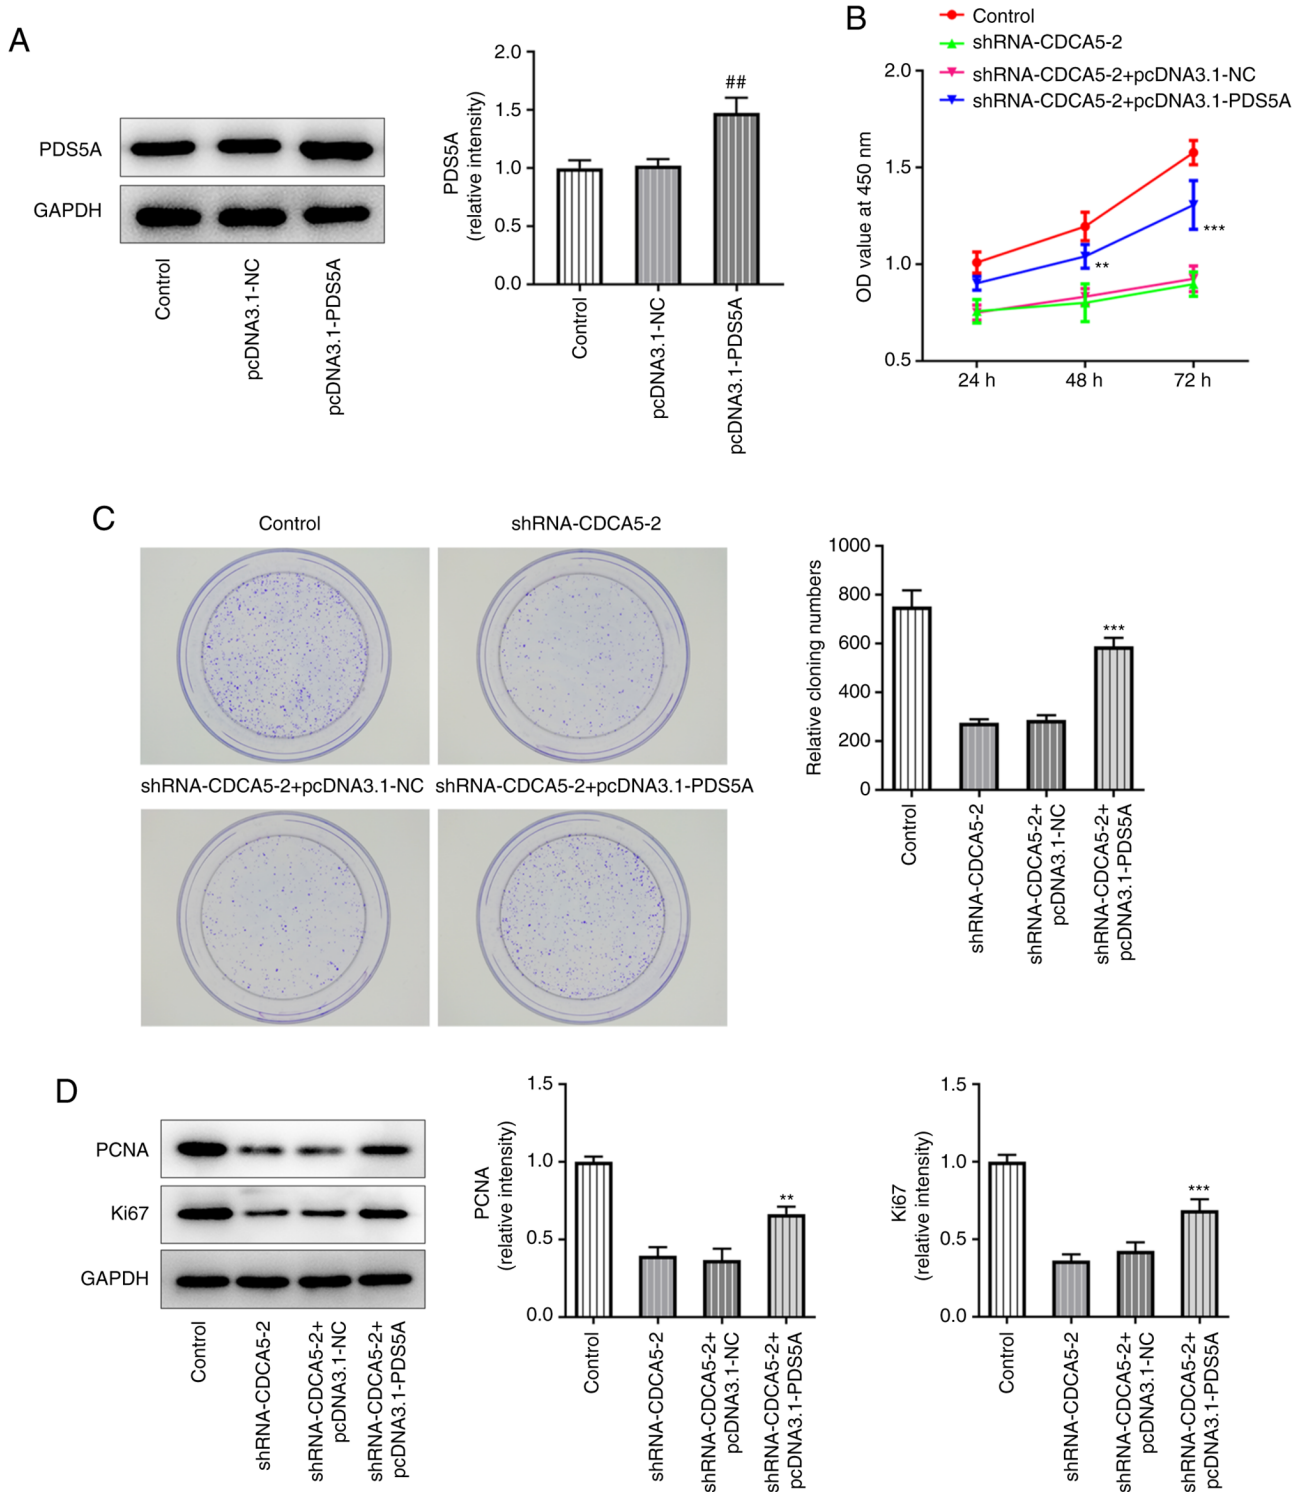 A
PDS5A
GAPDH
Control
pcDNA3.1-NC
pcDNA3.1-PDS5A
PDS5A
(relative intensity)
2.0
1.5
1.0
0.5
0.0
##
Control
pcDNA3.1-NC
pcDNA3.1-PDS5A
B
Control
shRNA-CDCA5-2
shRNA-CDCA5-2+pcDNA3.1-NC
shRNA-CDCA5-2+pcDNA3.1-PDS5A
OD value at 450 nm
2.0
1.5
1.0
0.5
**
***
24 h
48 h
72 h
C
Control
shRNA-CDCA5-2
shRNA-CDCA5-2+pcDNA3.1-NC
shRNA-CDCA5-2+pcDNA3.1-PDS5A
Relative cloning numbers
1000
800
600
400
200
0
***
Control
shRNA-CDCA5-2
shRNA-CDCA5-2+
pcDNA3.1-NC
shRNA-CDCA5-2+
pcDNA3.1-PDS5A
D
PCNA
Ki67
GAPDH
Control
shRNA-CDCA5-2
shRNA-CDCA5-2+
pcDNA3.1-NC
shRNA-CDCA5-2+
pcDNA3.1-PDS5A
PCNA
(relative intensity)
1.5
1.0
0.5
0.0
**
Control
shRNA-CDCA5-2
shRNA-CDCA5-2+
pcDNA3.1-NC
shRNA-CDCA5-2+
pcDNA3.1-PDS5A
Ki67
(relative intensity)
1.5
1.0
0.5
0.0
***
Control
shRNA-CDCA5-2
shRNA-CDCA5-2+
pcDNA3.1-NC
shRNA-CDCA5-2+
pcDNA3.1-PDS5A